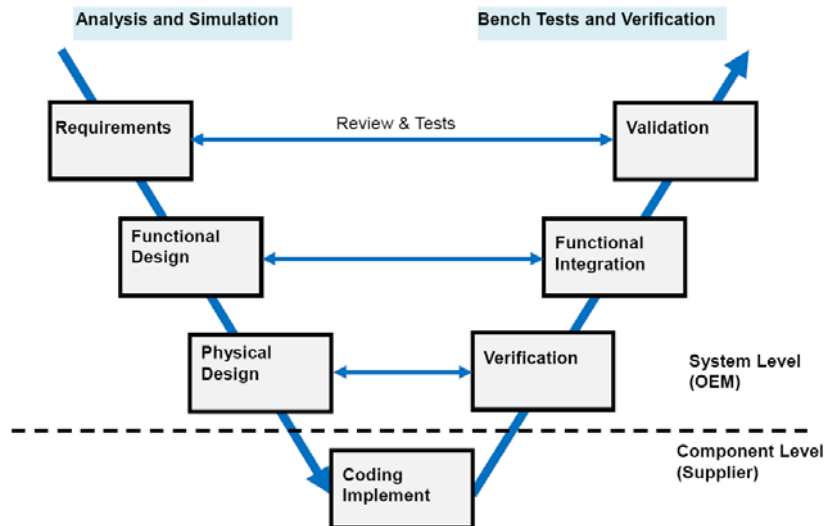 Analysis and Simulation
Bench Tests and Verification
Requirements
Review & Tests
Validation
Functional
Design
Functional
Integration
Physical
Design
Verification
System Level
(OEM)
Component Level
(Supplier)
Coding
Implement